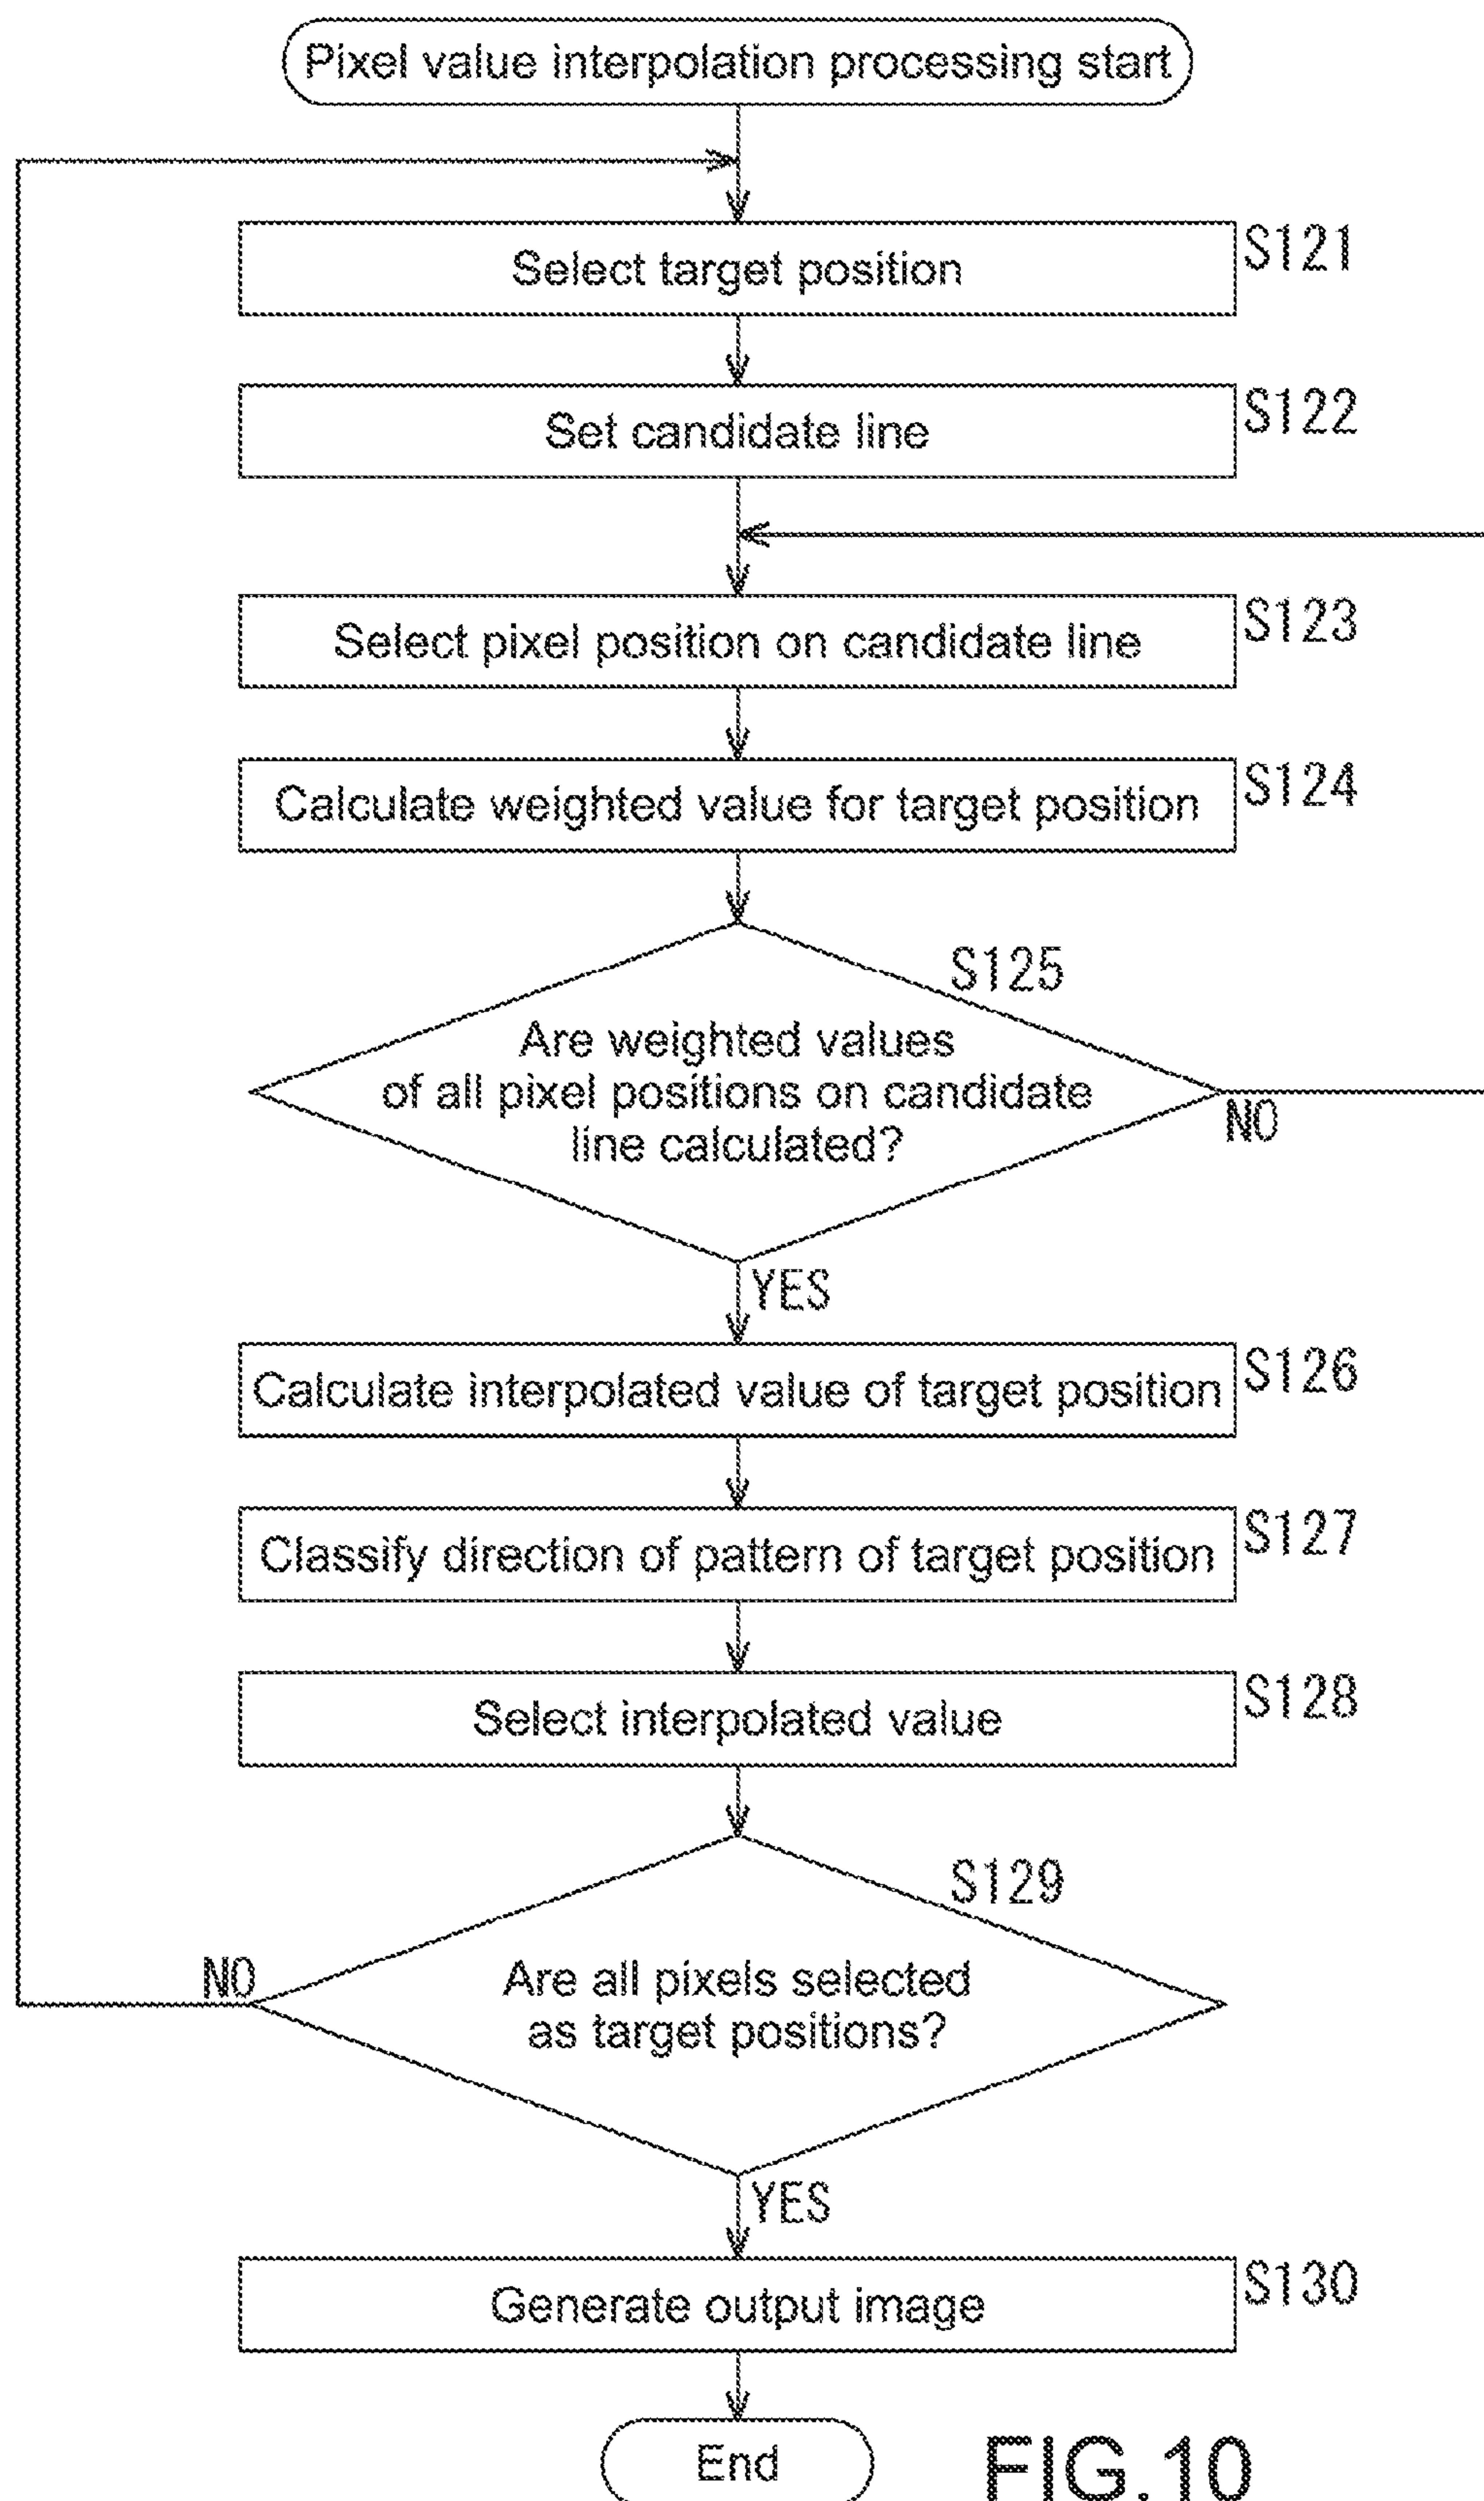 Pixel value interpolation processing start
Select target position
S121
Set candidate line
S122
Select pixel position on candidate line
S123
Calculate weighted value for target position
S124
S125
Are weighted values
of all pixel positions on candidate
line calculated?
NO
YES
Calculate interpolated value of target position
S126
Classify direction of pattern of target position
S127
Select interpolated value
S128
S129
Are all pixels selected
as target positions?
NO
YES
Generate output image
S130
End
FIG.10